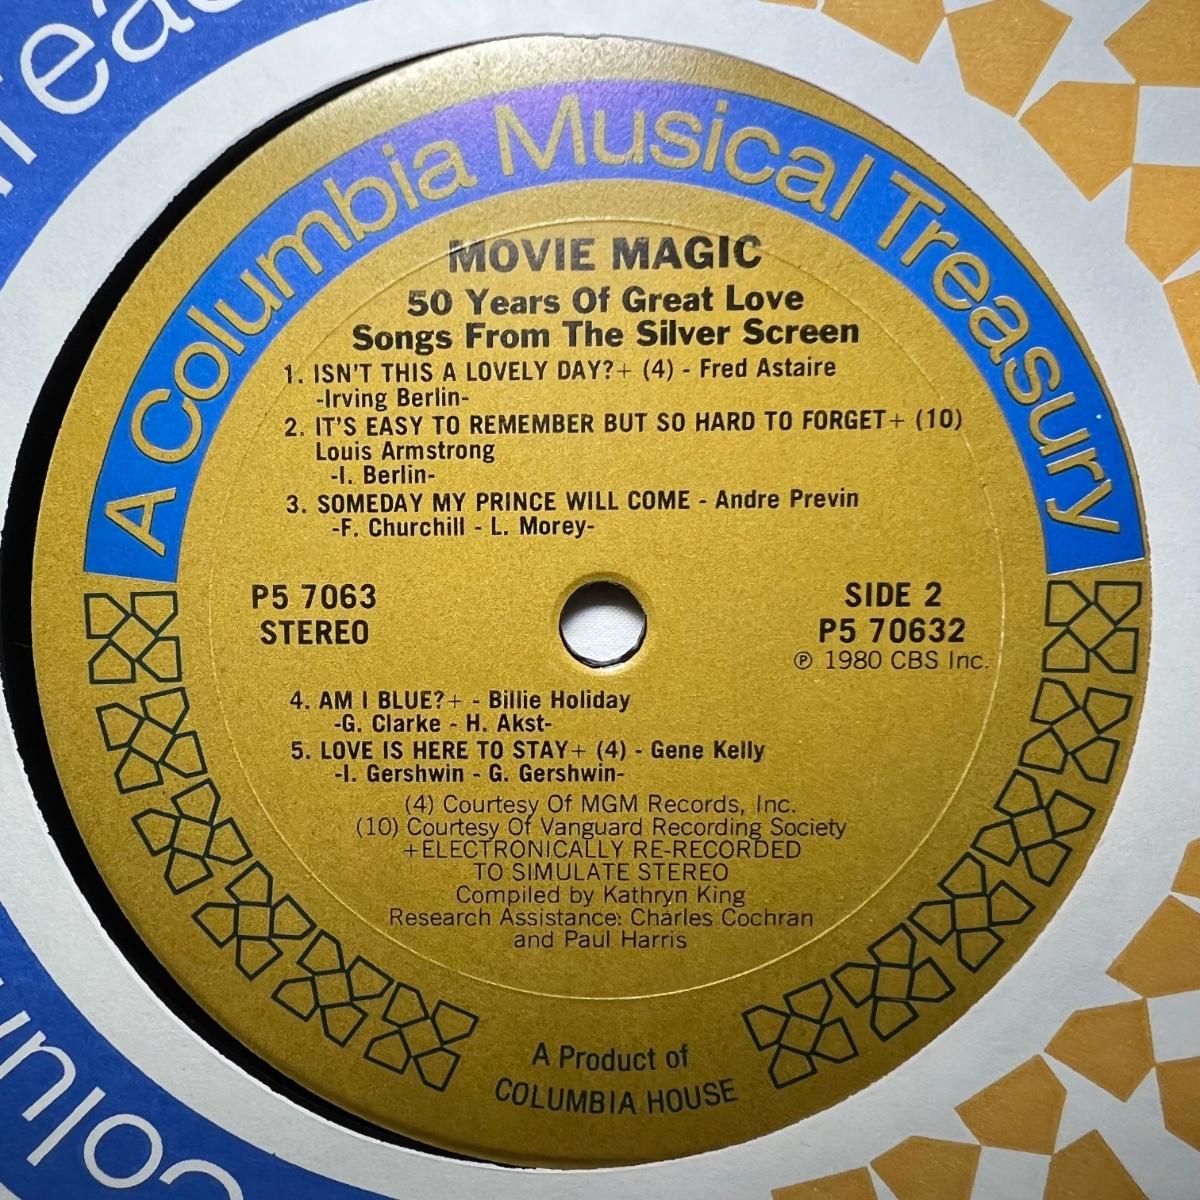 A Columbia Musical Treasury
MOVIE MAGIC
50 Years Of Great Love
Songs From The Silver Screen
1. ISN'T THIS A LOVELY DAY?+ (4) - Fred Astaire
-Irving Berlin-
2. IT'S EASY TO REMEMBER BUT SO HARD TO FORGET+ (10)
Louis Armstrong
-I. Berlin-
3. SOMEDAY MY PRINCE WILL COME - Andre Previn
-F. Churchill - L. Morey-
P5 7063
STEREO
SIDE 2
P5 70632
℗ 1980 CBS Inc.
4. AM I BLUE?+ - Billie Holiday
-G. Clarke - H. Akst-
5. LOVE IS HERE TO STAY+ (4) - Gene Kelly
-I. Gershwin - G. Gershwin-
(4) Courtesy Of MGM Records, Inc.
(10) Courtesy Of Vanguard Recording Society
+ELECTRONICALLY RE-RECORDED
TO SIMULATE STEREO
Compiled by Kathryn King
Research Assistance: Charles Cochran
and Paul Harris
A Product of
COLUMBIA HOUSE